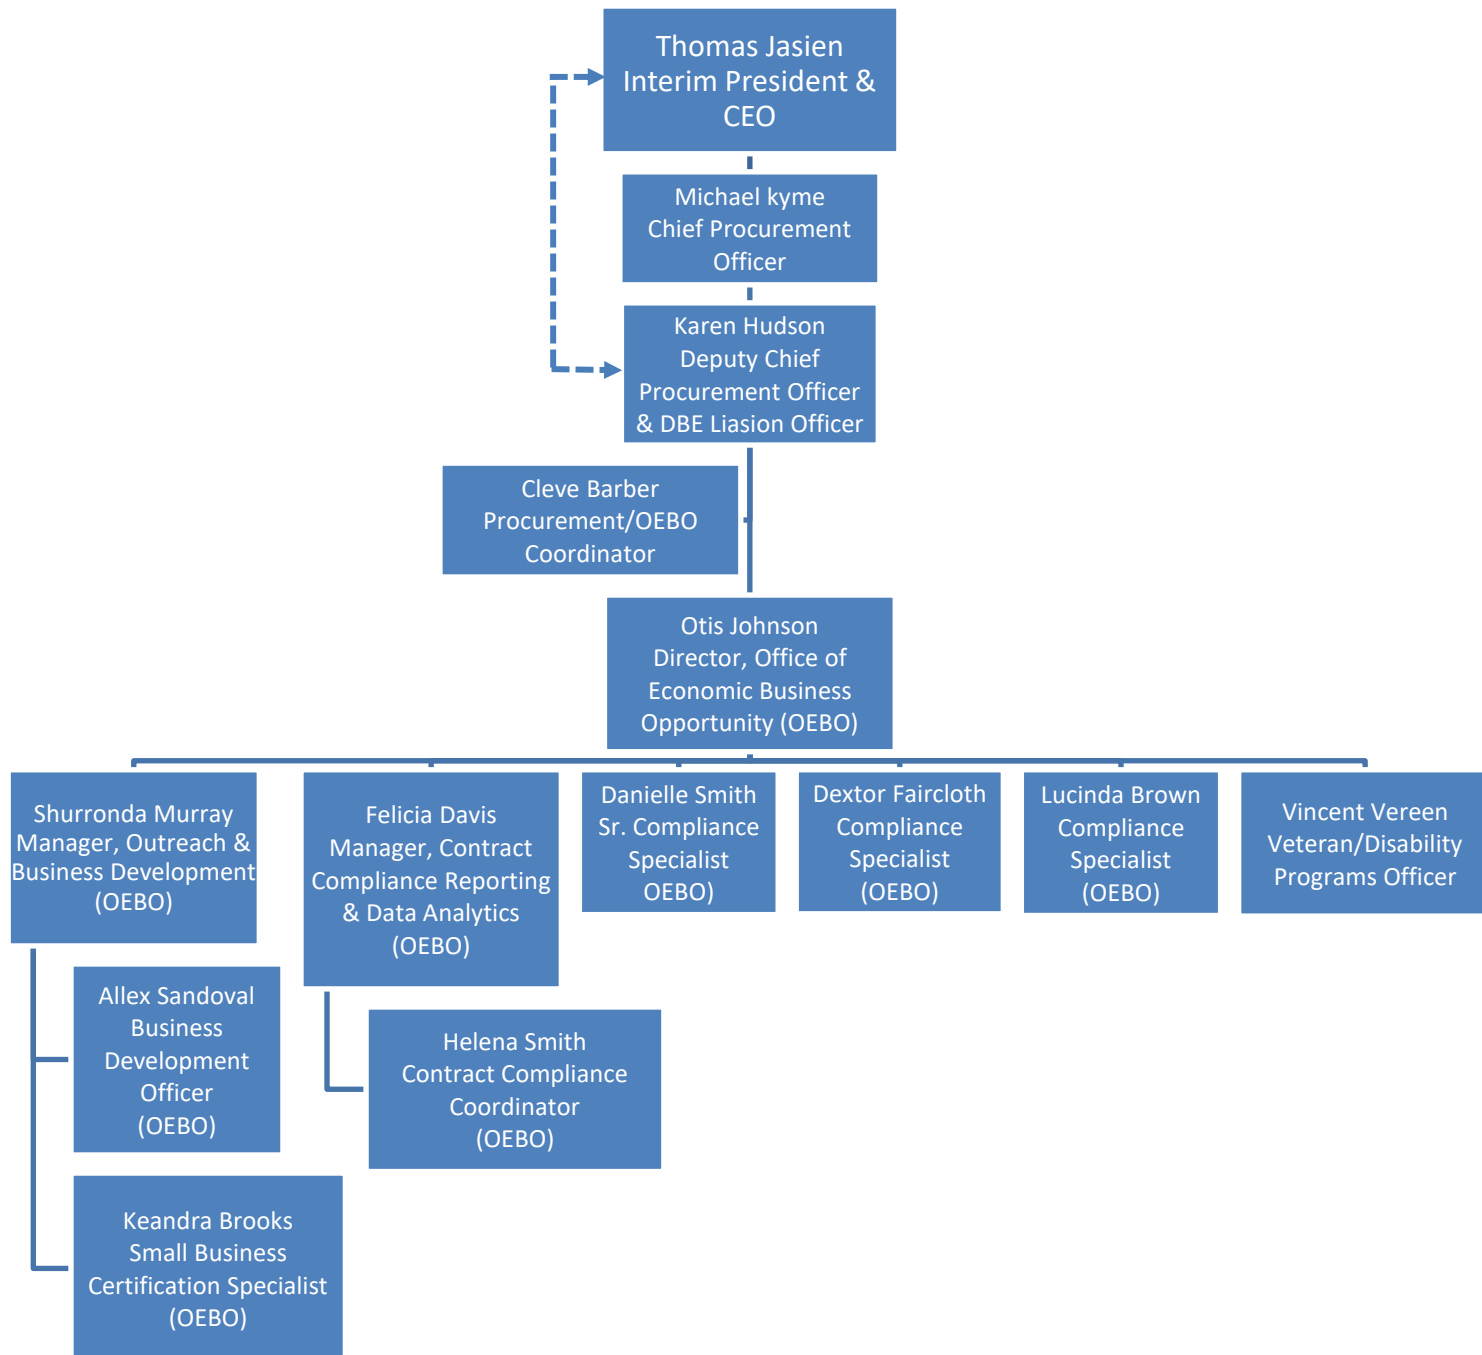 Thomas Jasien
Interim President &
CEO
Michael kyme
Chief Procurement
Officer
Karen Hudson
Deputy Chief
Procurement Officer
& DBE Liasion Officer
Cleve Barber
Procurement/OEBO
Coordinator
Otis Johnson
Director, Office of
Economic Business
Opportunity (OEBO)
Shurronda Murray
Manager, Outreach &
Business Development
(OEBO)
Felicia Davis
Manager, Contract
Compliance Reporting
& Data Analytics
(OEBO)
Danielle Smith
Sr. Compliance
Specialist
OEBO)
Dextor Faircloth
Compliance
Specialist
(OEBO)
Lucinda Brown
Compliance
Specialist
(OEBO)
Vincent Vereen
Veteran/Disability
Programs Officer
Allex Sandoval
Business
Development
Officer
(OEBO)
Helena Smith
Contract Compliance
Coordinator
(OEBO)
Keandra Brooks
Small Business
Certification Specialist
(OEBO)